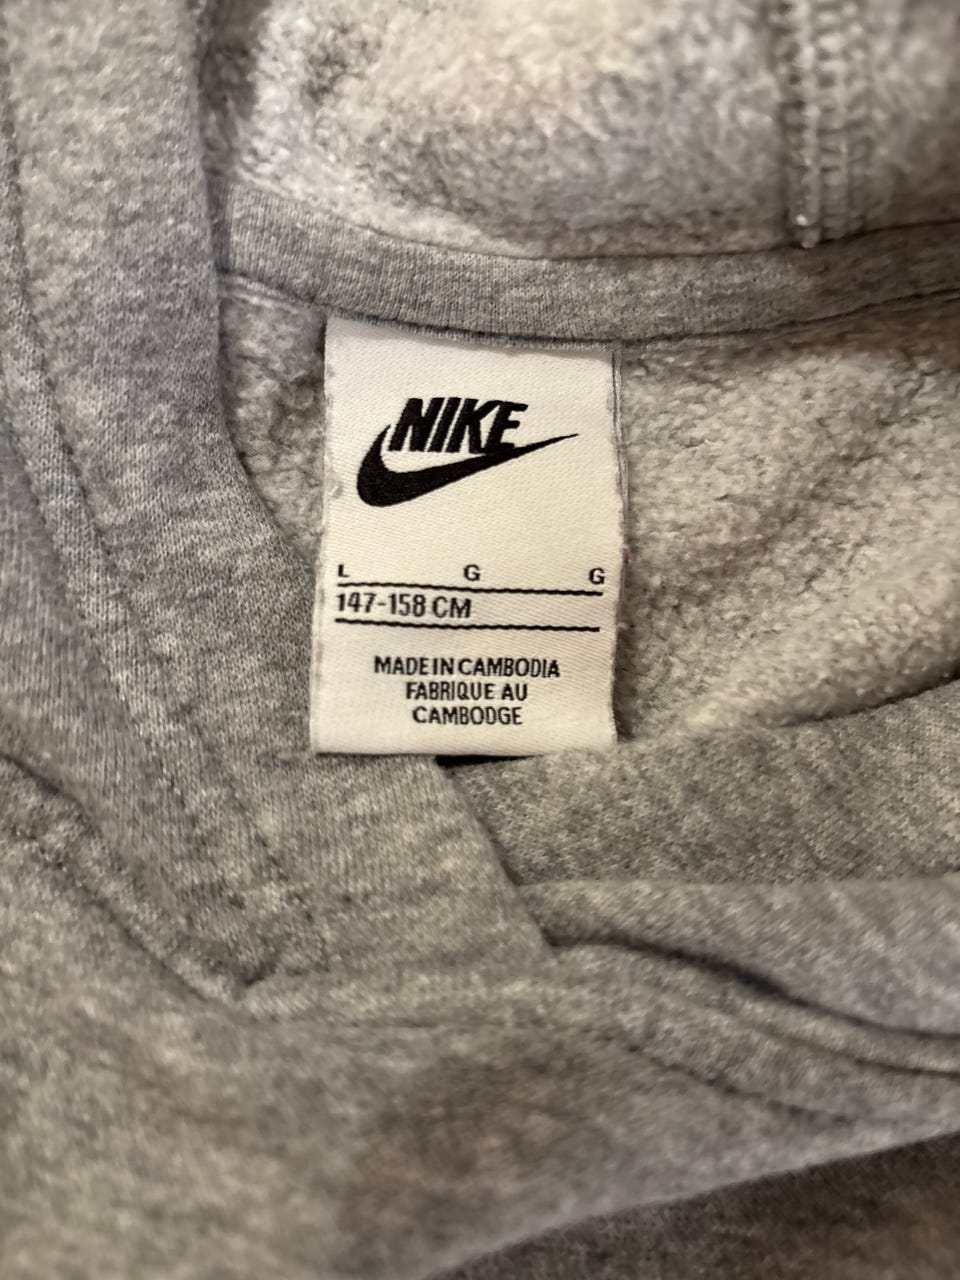 NIKE
L G G
147-158 CM
MADE IN CAMBODIA
FABRIQUE AU
CAMBODGE